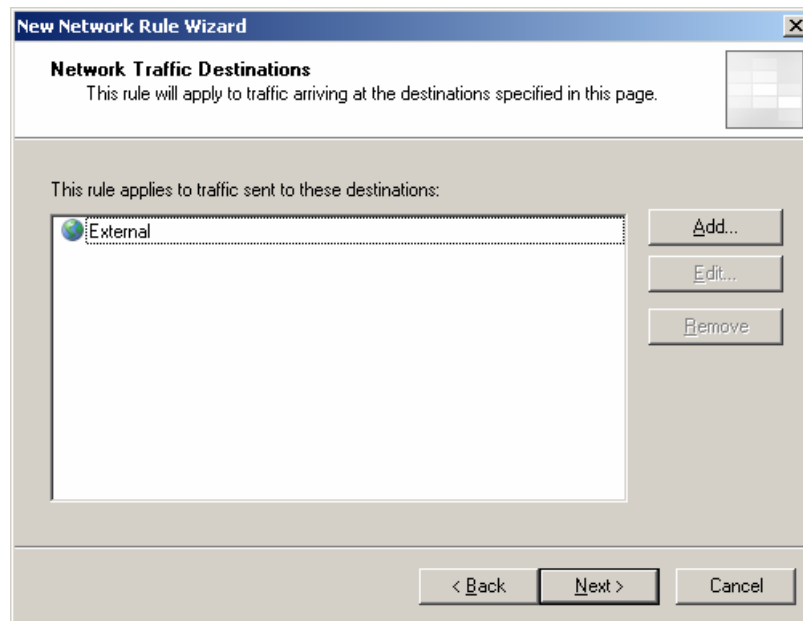 New Network Rule Wizard
Network Traffic Destinations
This rule will apply to traffic arriving at the destinations specified in this page.
This rule applies to traffic sent to these destinations:
External
Add...
Edit...
Remove
< Back
Next >
Cancel